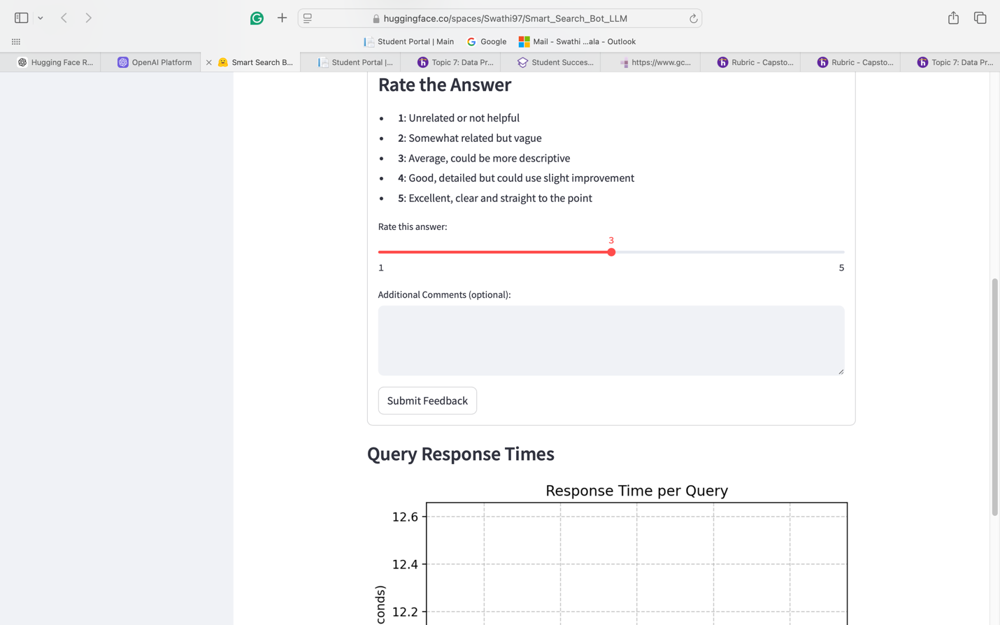 huggingface.co/spaces/Swathi97/Smart_Search_Bot_LLM
Student Portal | Main
Google
Mail - Swathi ...ala - Outlook
Hugging Face R...
OpenAI Platform
Smart Search B...
Student Portal |...
Topic 7: Data Pr...
Student Succes...
https://www.gc...
Rubric - Capsto...
Rubric - Capsto...
Topic 7: Data Pr...
Rate the Answer
• 1: Unrelated or not helpful
• 2: Somewhat related but vague
• 3: Average, could be more descriptive
• 4: Good, detailed but could use slight improvement
• 5: Excellent, clear and straight to the point
Rate this answer:
3
1
5
Additional Comments (optional):
Submit Feedback
Query Response Times
Response Time per Query
12.6
12.4
12.2
conds)